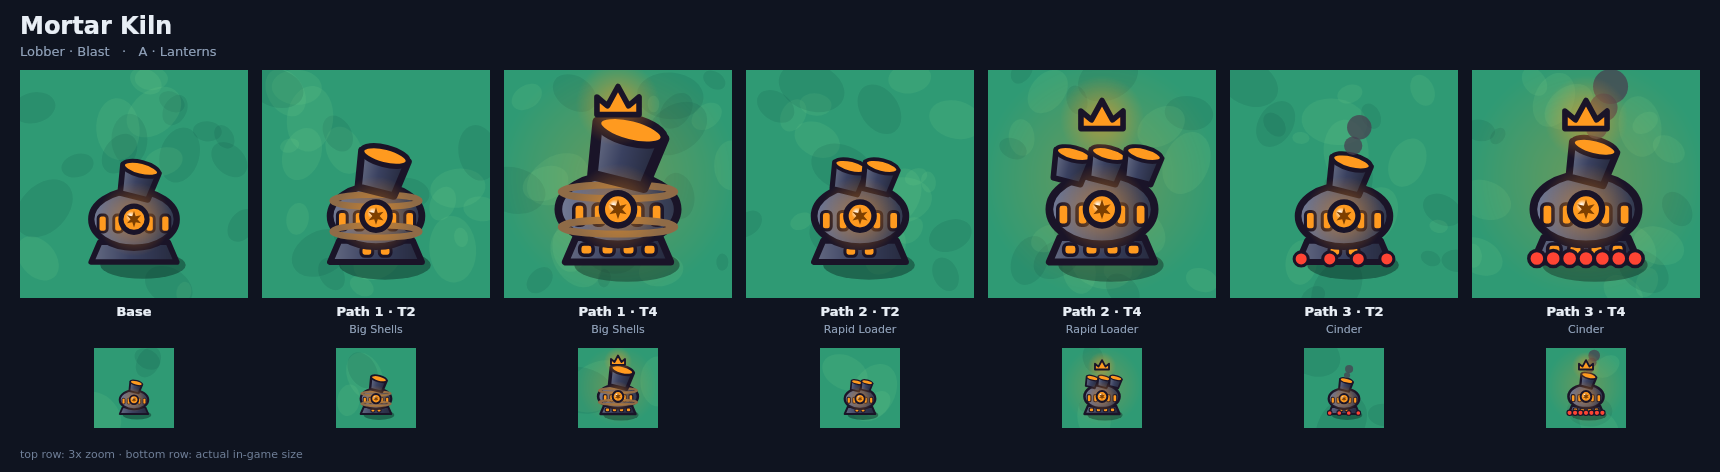 Mortar Kiln
Lobber · Blast · A · Lanterns
Base
Path 1 · T2
Big Shells
Path 1 · T4
Big Shells
Path 2 · T2
Rapid Loader
Path 2 · T4
Rapid Loader
Path 3 · T2
Cinder
Path 3 · T4
Cinder
top row: 3x zoom · bottom row: actual in-game size